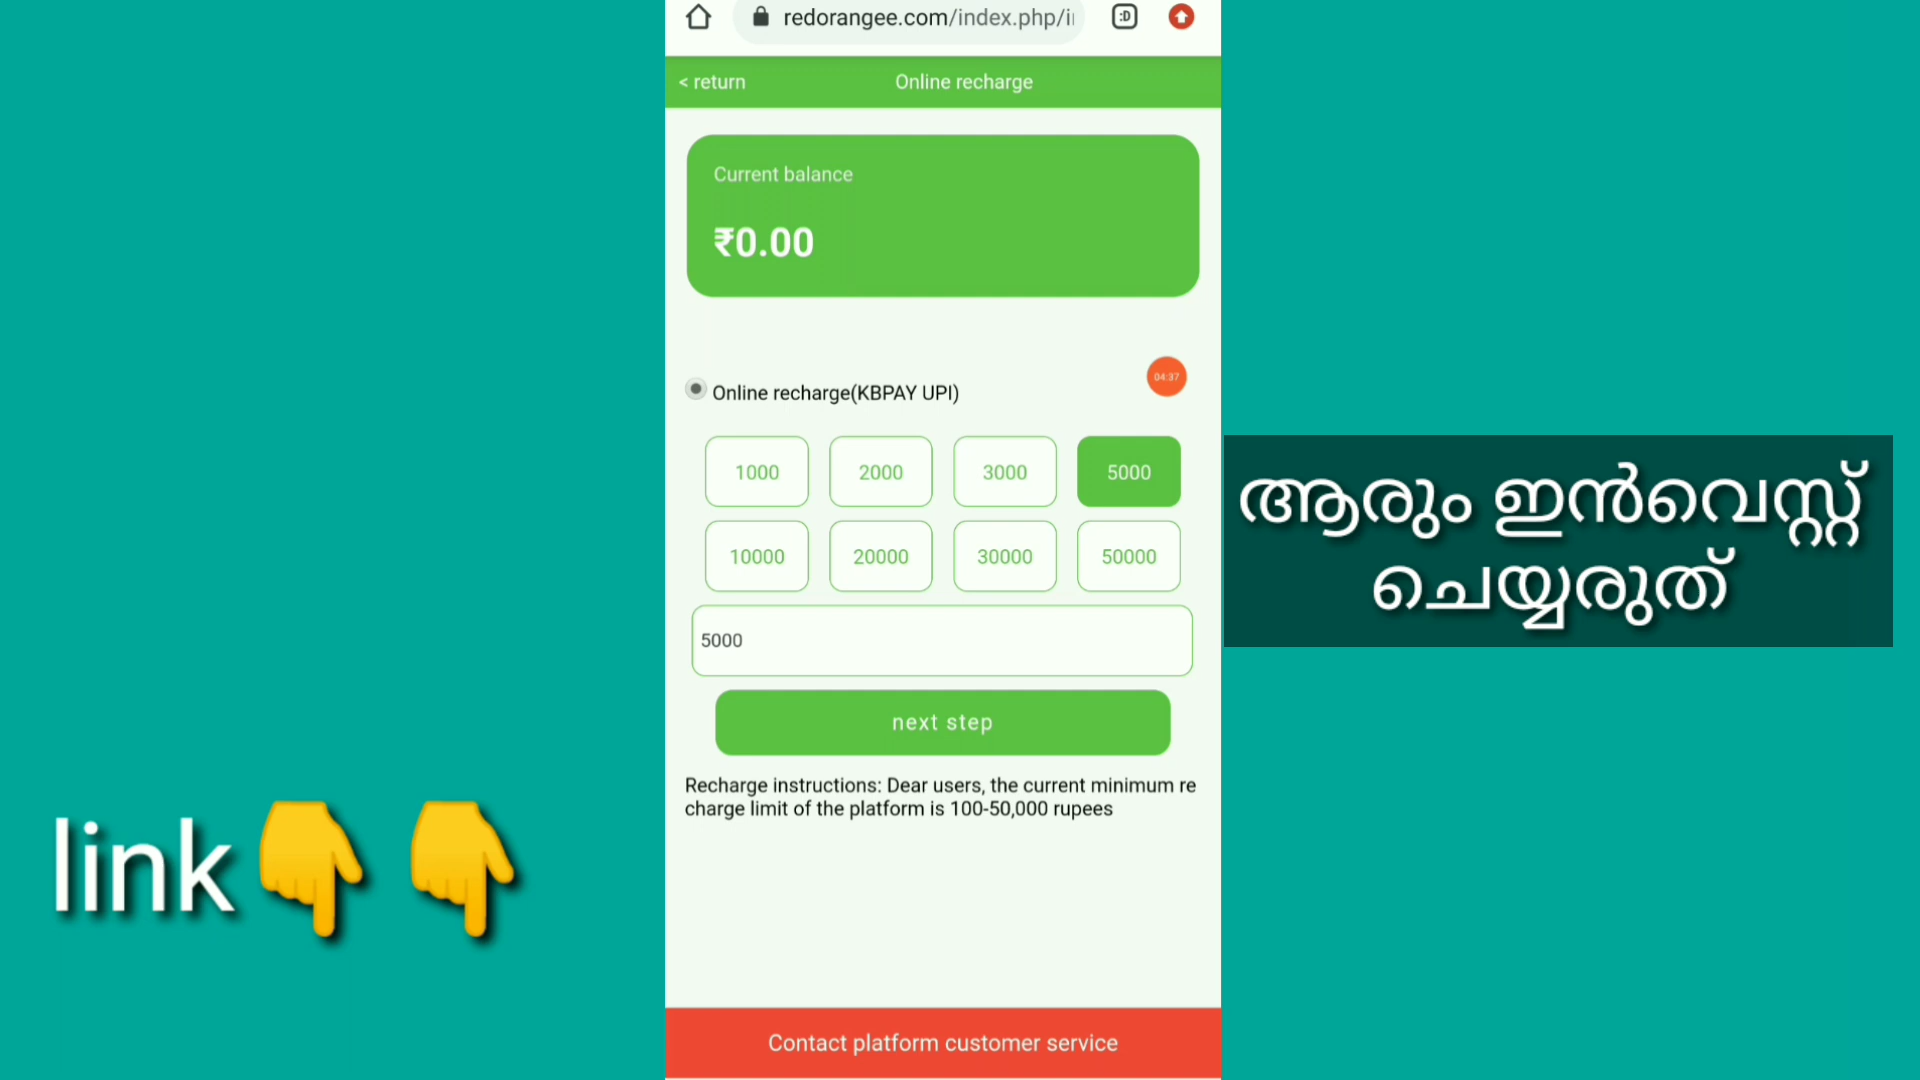 redorangee.com/index.php/i
:D
< return
Online recharge
Current balance
₹0.00
04:37
Online recharge(KBPAY UPI)
1000 2000 3000 5000
10000 20000 30000 50000
5000
next step
Recharge instructions: Dear users, the current minimum re
charge limit of the platform is 100-50,000 rupees
Contact platform customer service
ആരും ഇൻവെസ്റ്റ്
ചെയ്യരുത്
link